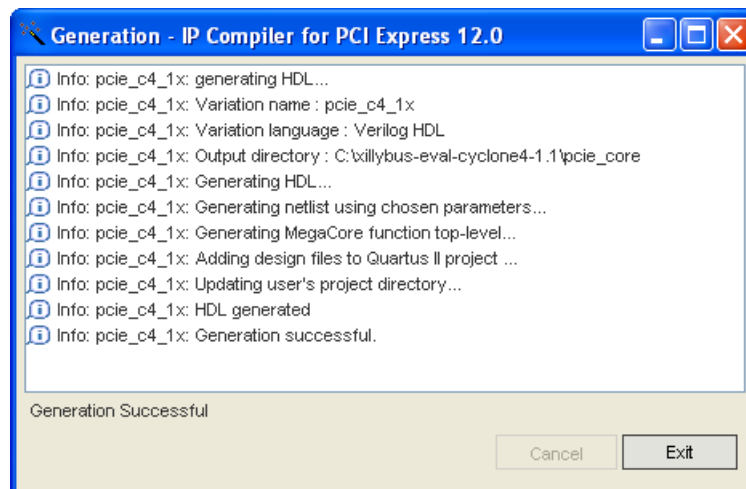 Generation - IP Compiler for PCI Express 12.0
Info: pcie_c4_1x: generating HDL...
Info: pcie_c4_1x: Variation name : pcie_c4_1x
Info: pcie_c4_1x: Variation language : Verilog HDL
Info: pcie_c4_1x: Output directory : C:\xillybus-eval-cyclone4-1.1\pcie_core
Info: pcie_c4_1x: Generating HDL...
Info: pcie_c4_1x: Generating netlist using chosen parameters...
Info: pcie_c4_1x: Generating MegaCore function top-level...
Info: pcie_c4_1x: Adding design files to Quartus II project ...
Info: pcie_c4_1x: Updating user's project directory...
Info: pcie_c4_1x: HDL generated
Info: pcie_c4_1x: Generation successful.
Generation Successful
Cancel Exit